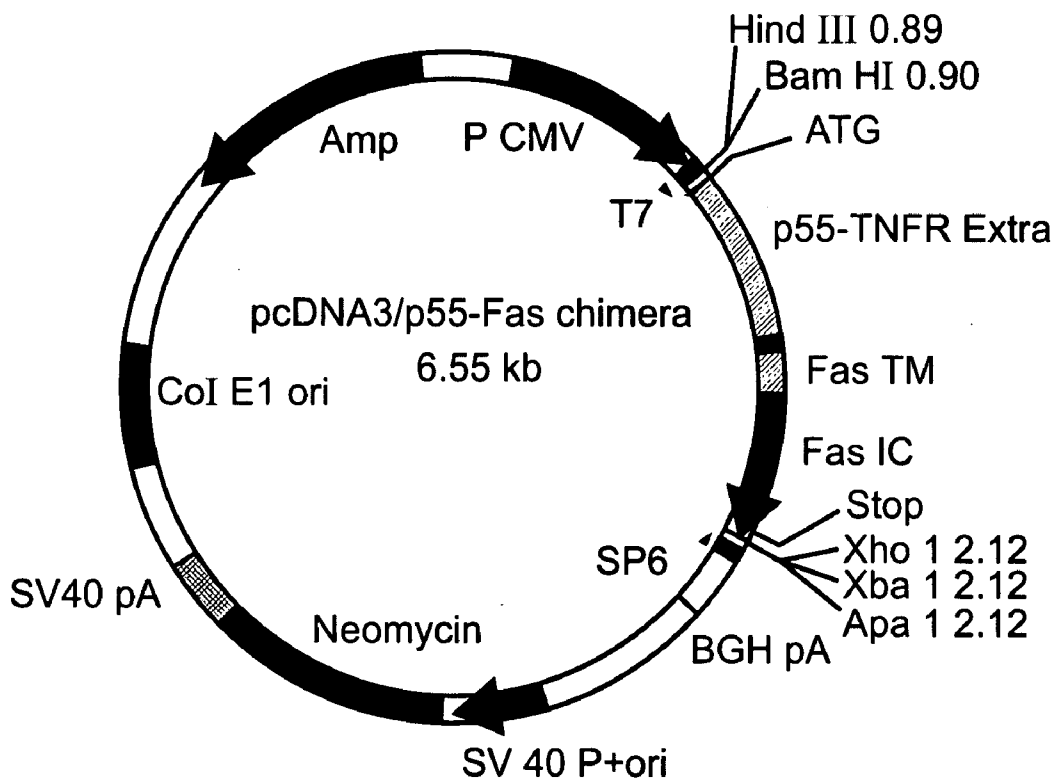 Hind III 0.89
Bam HI 0.90
ATG
Amp
P CMV
T7
p55-TNFR Extra
pcDNA3/p55-Fas chimera
6.55 kb
Fas TM
CoI E1 ori
Fas IC
Stop
SP6
Xho 1 2.12
Xba 1 2.12
Apa 1 2.12
SV40 pA
Neomycin
BGH pA
SV 40 P+ori